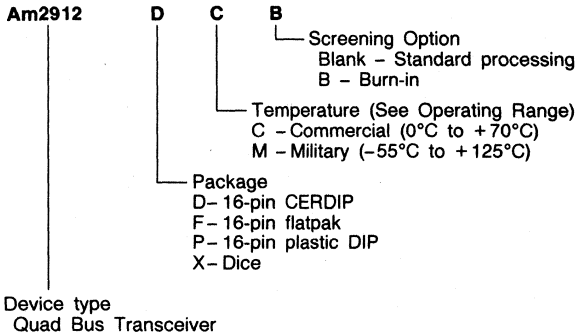 Am2912 D C B
Screening Option
Blank – Standard processing
B – Burn-in
Temperature (See Operating Range)
C – Commercial (0°C to +70°C)
M – Military (–55°C to +125°C)
Package
D – 16-pin CERDIP
F – 16-pin flatpak
P – 16-pin plastic DIP
X – Dice
Device type
Quad Bus Transceiver